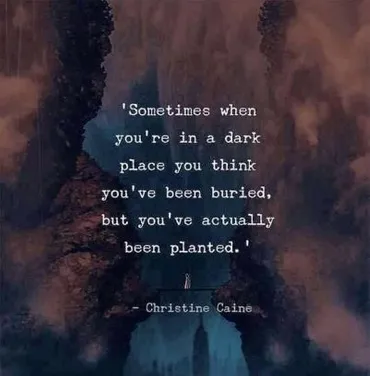 'Sometimes when
you're in a dark
place you think
you've been buried,
but you've actually
been planted.'
- Christine Caine